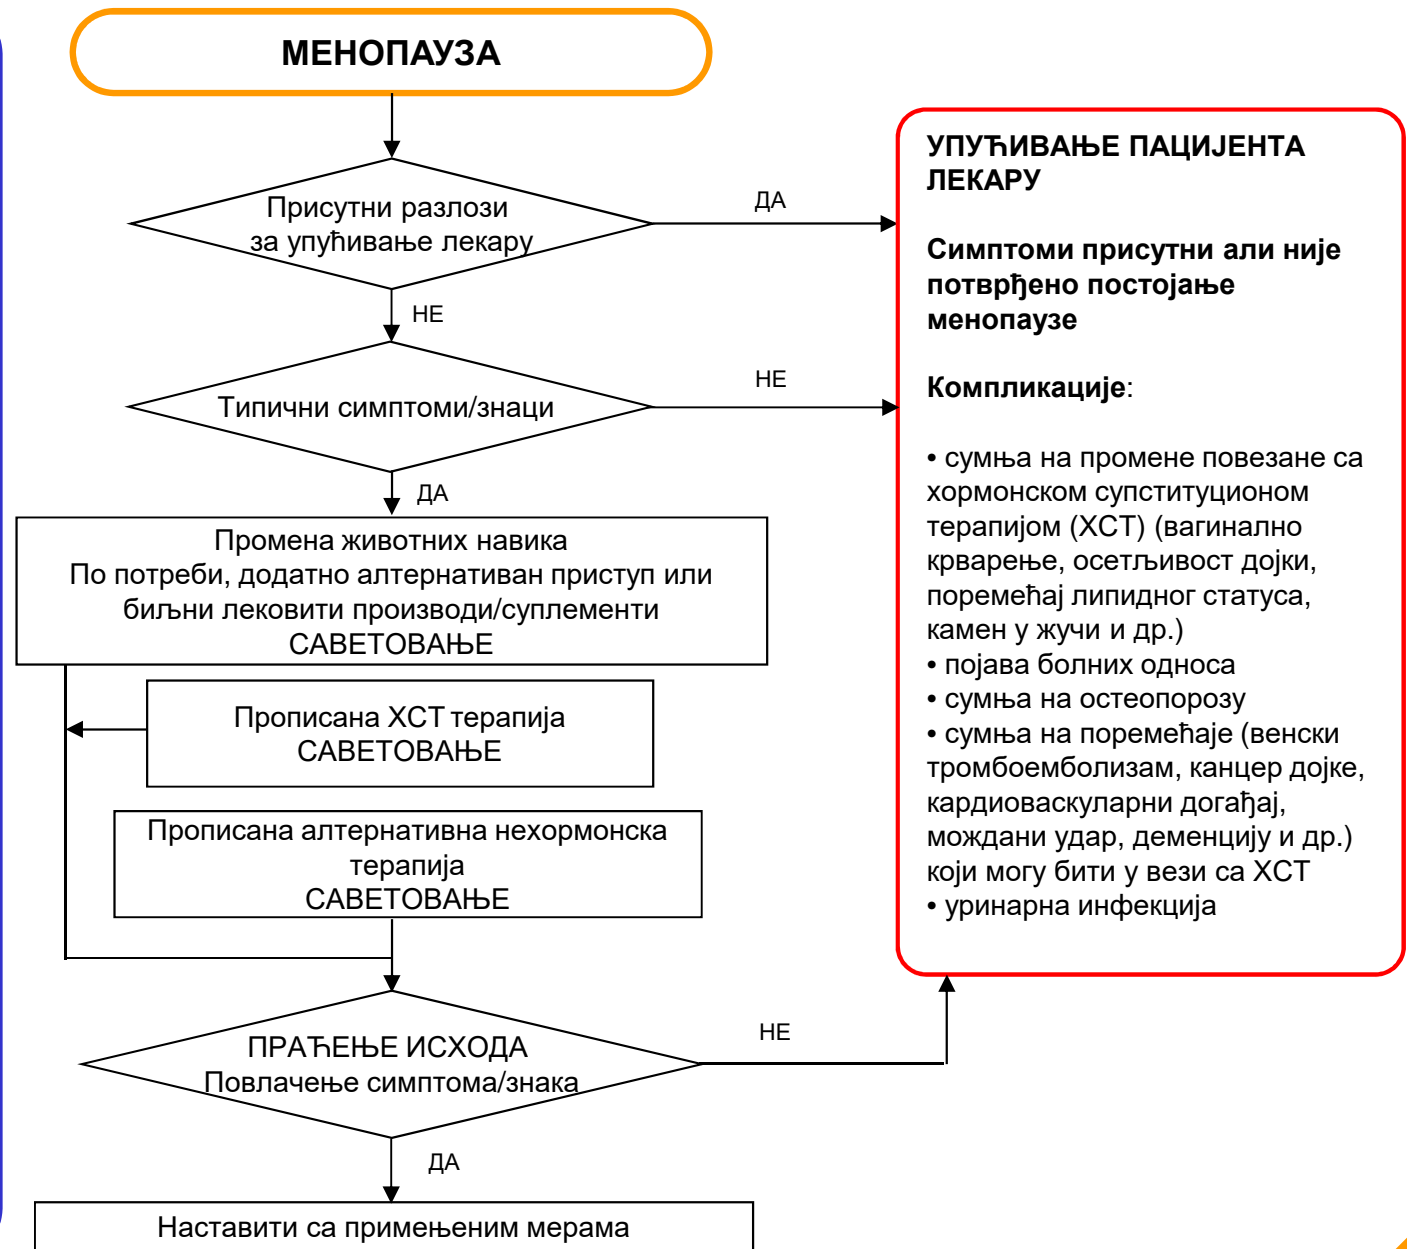 МЕНОПАУЗА
Присутни разлози
за упућивање лекару
ДА
НЕ
Типични симптоми/знаци
НЕ
ДА
Промена животних навика
По потреби, додатно алтернативан приступ или
биљни лековити производи/суплементи
САВЕТОВАЊЕ
Прописана ХСТ терапија
САВЕТОВАЊЕ
Прописана алтернативна нехормонска
терапија
САВЕТОВАЊЕ
ПРАЋЕЊЕ ИСХОДА
Повлачење симптома/знака
НЕ
ДА
Наставити са примењеним мерама
УПУЋИВАЊЕ ПАЦИЈЕНТА
ЛЕКАРУ
Симптоми присутни али није
потврђено постојање
менопаузе
Компликације:
• сумња на промене повезане са
хормонском супституционом
терапијом (ХСТ) (вагинално
крварење, осетљивост дојки,
поремећај липидног статуса,
камен у жучи и др.)
• појава болних односа
• сумња на остеопорозу
• сумња на поремећаје (венски
тромбоемболизам, канцер дојке,
кардиоваскуларни догађај,
мождани удар, деменцију и др.)
који могу бити у вези са ХСТ
• уринарна инфекција